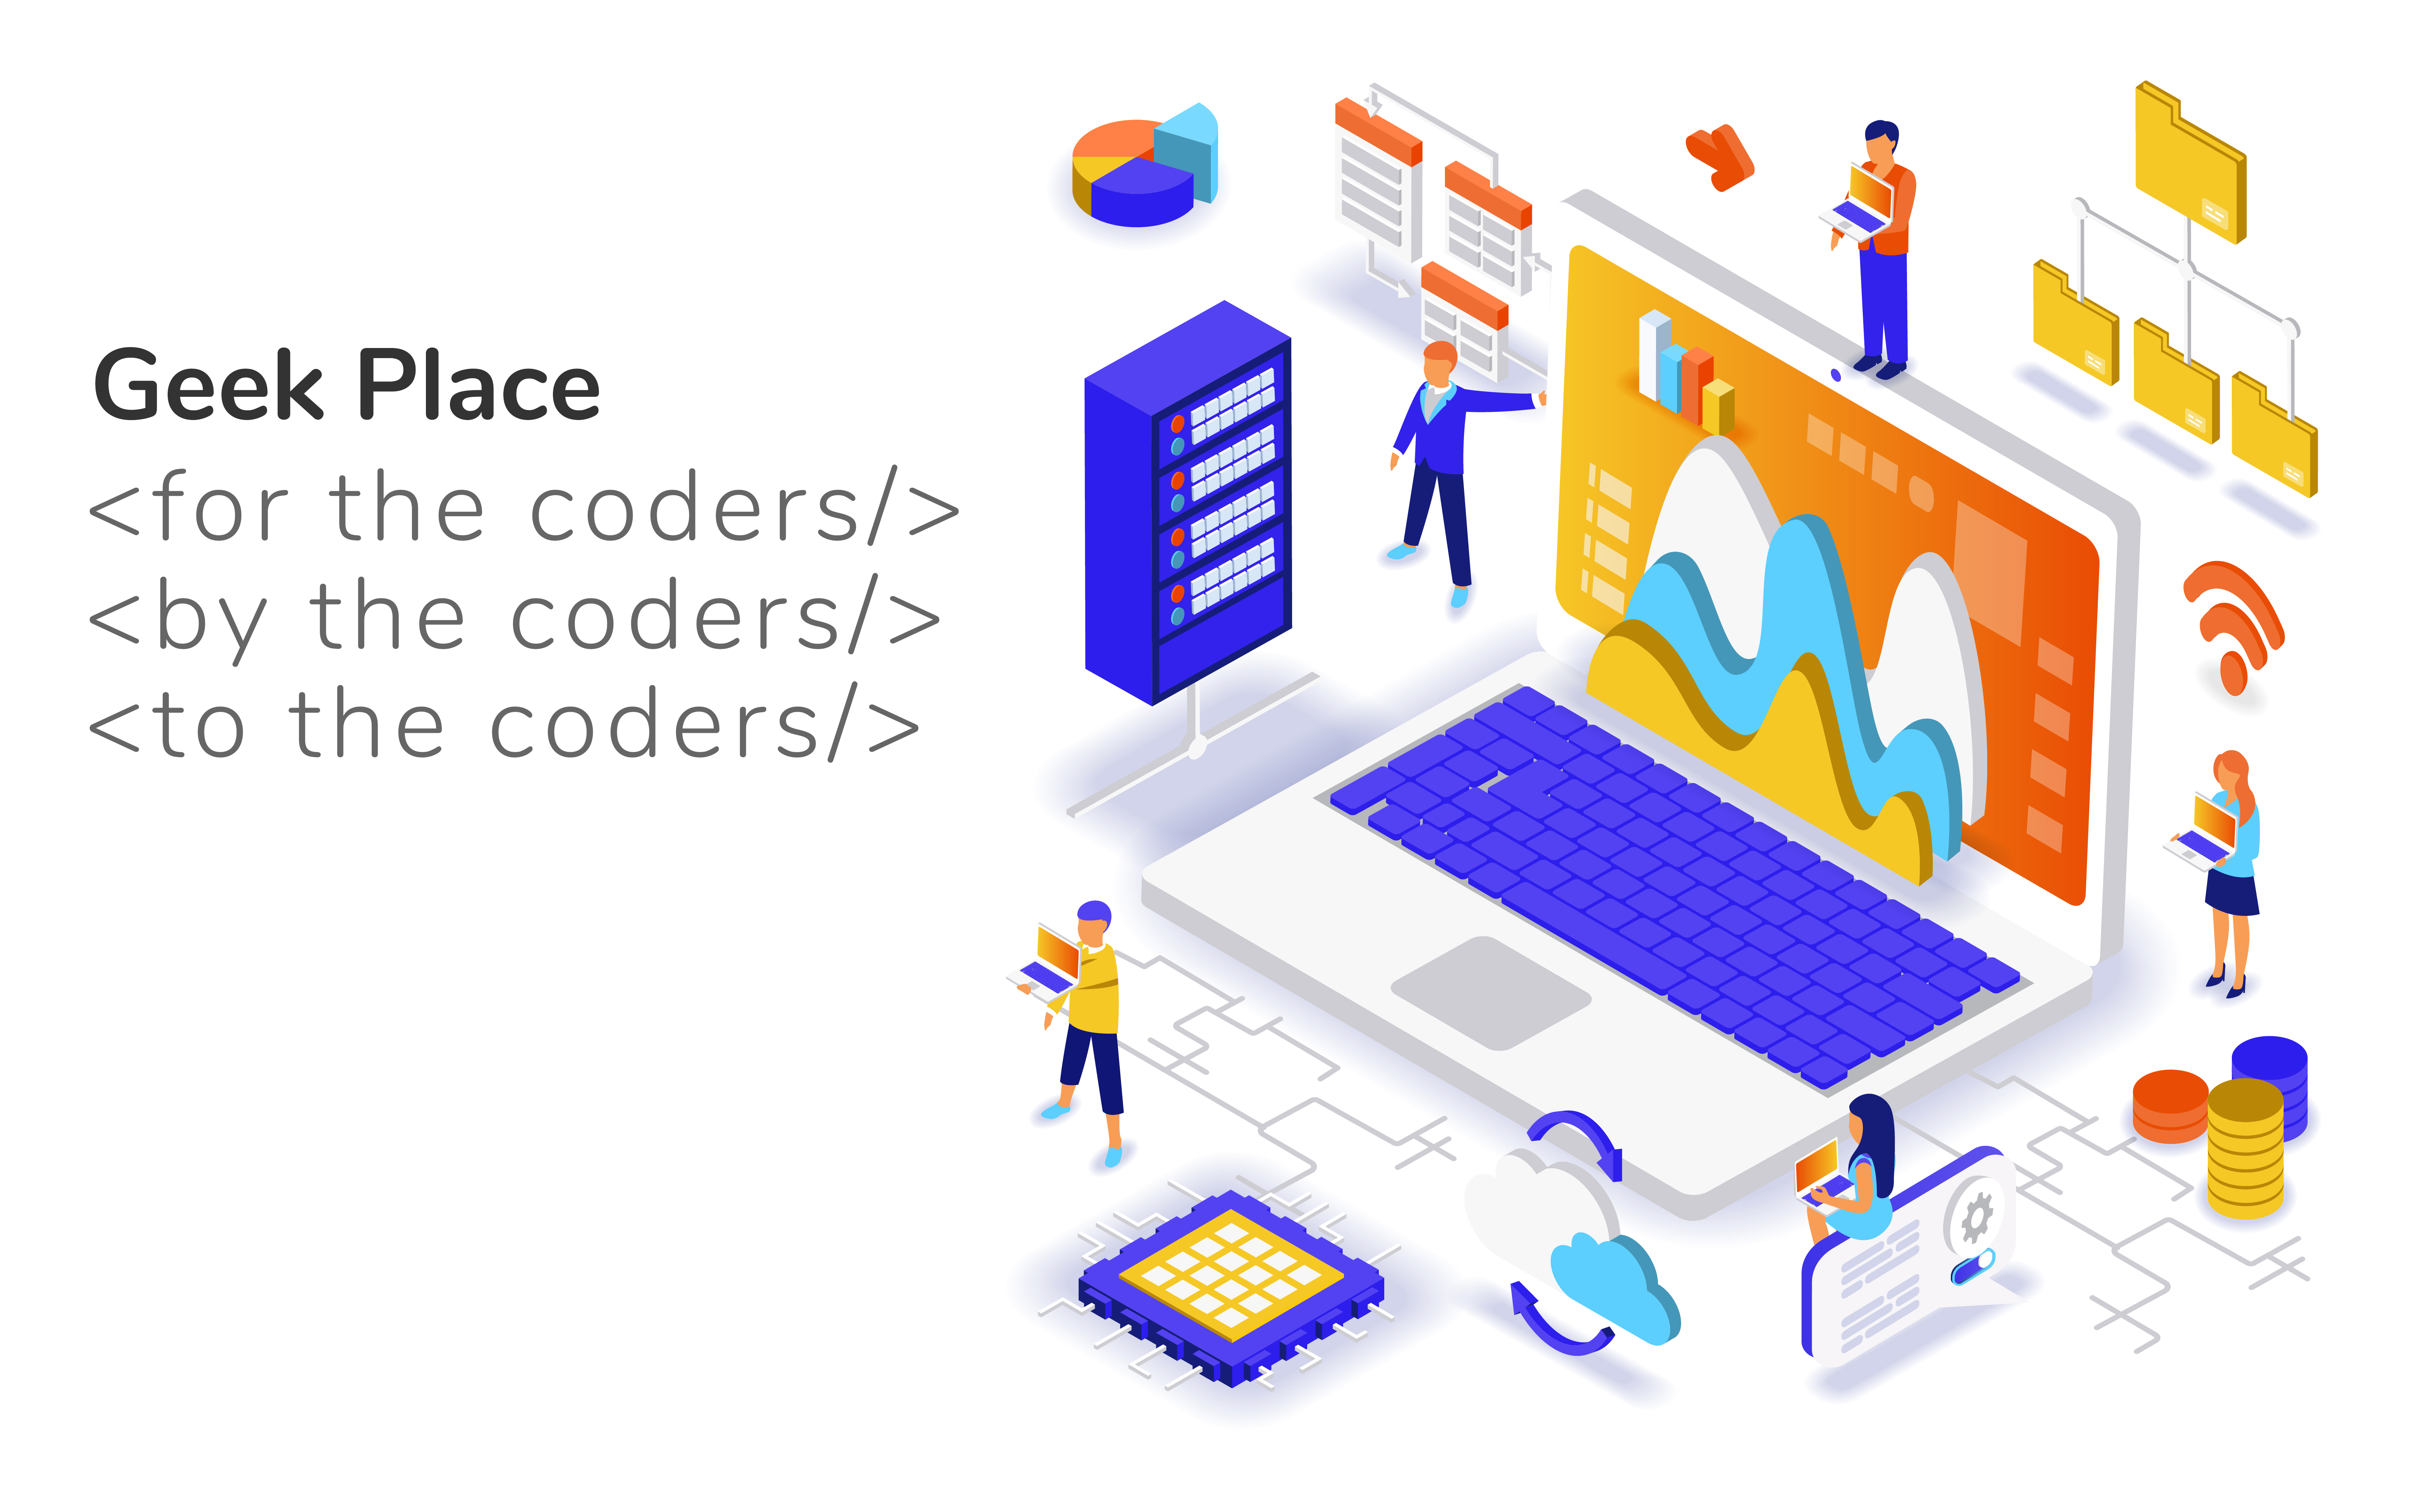 Geek Place
<for the coders/>
<by the coders/>
<to the coders/>